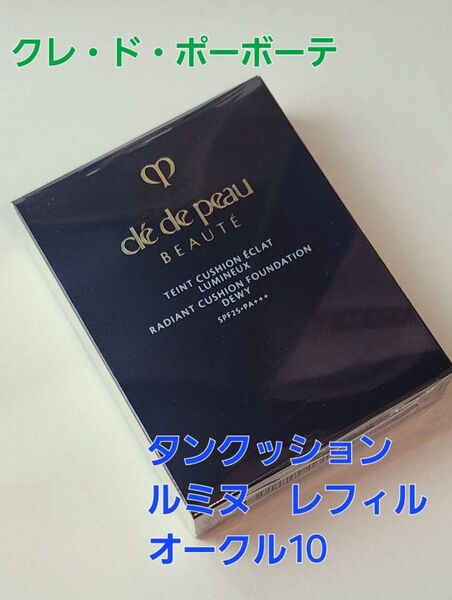 クレ・ド・ポーボーテ
clé de peau
BEAUTÉ
TEINT CUSHION ÉCLAT
LUMINEUX
RADIANT CUSHION FOUNDATION
DEWY
SPF25・PA+++
タンクッション
ルミヌ　レフィル
オークル10